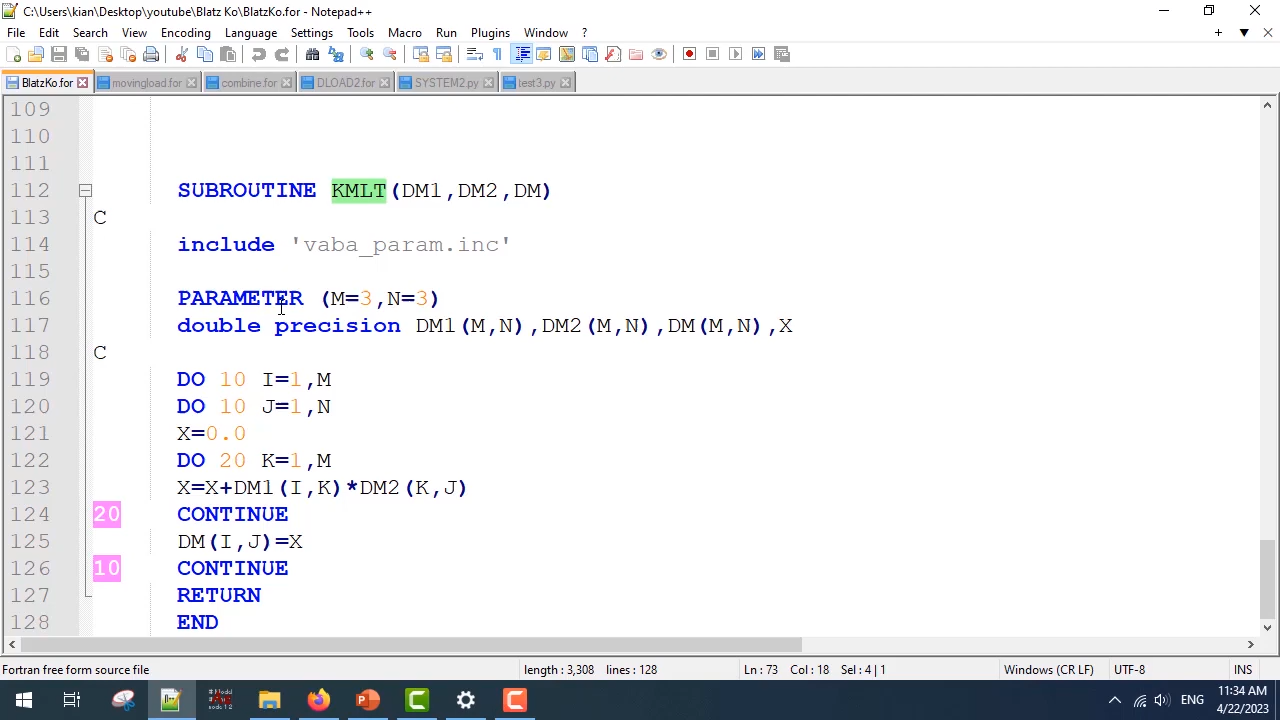 C:\Users\kian\Desktop\youtube\Blatz Ko\BlatzKo.for - Notepad++
File Edit Search View Encoding Language Settings Tools Macro Run Plugins Window ?
BlatzKo.for movingload.for combine.for DLOAD2.for SYSTEM2.py test3.py
109
110
111
112 SUBROUTINE KMLT(DM1,DM2,DM)
113 C
114 include 'vaba_param.inc'
115
116 PARAMETER (M=3,N=3)
117 double precision DM1(M,N),DM2(M,N),DM(M,N),X
118 C
119 DO 10 I=1,M
120 DO 10 J=1,N
121 X=0.0
122 DO 20 K=1,M
123 X=X+DM1(I,K)*DM2(K,J)
124 20 CONTINUE
125 DM(I,J)=X
126 10 CONTINUE
127 RETURN
128 END
Fortran free form source file length : 3,308 lines : 128 Ln : 73 Col : 18 Sel : 4 | 1 Windows (CR LF) UTF-8 INS
ENG 11:34 AM
4/22/2023